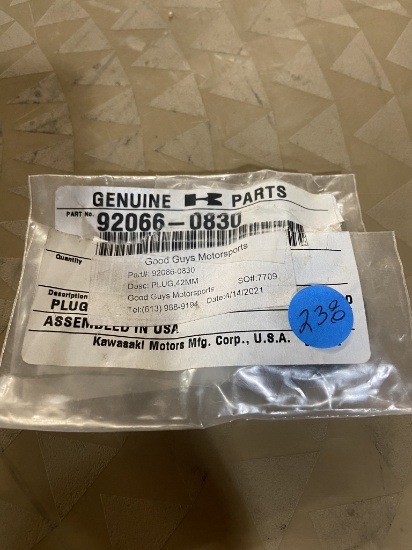 GENUINE K PARTS
PART No. 92066-0830
Good Guys Motorsports
Quantity
Part#: 92066-0830
Desc: PLUG,42MM SO#:7709
Good Guys Motorsports
Tel:(613) 988-9194 Date:4/14/2021
Description
PLUG
238
ASSEMBLED IN USA
Kawasaki Motors Mfg. Corp., U.S.A.